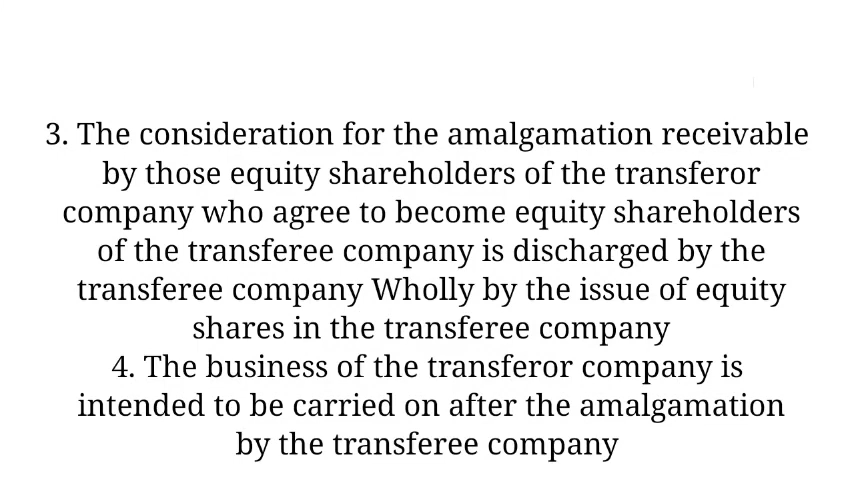 3. The consideration for the amalgamation receivable
by those equity shareholders of the transferor
company who agree to become equity shareholders
of the transferee company is discharged by the
transferee company Wholly by the issue of equity
shares in the transferee company
4. The business of the transferor company is
intended to be carried on after the amalgamation
by the transferee company